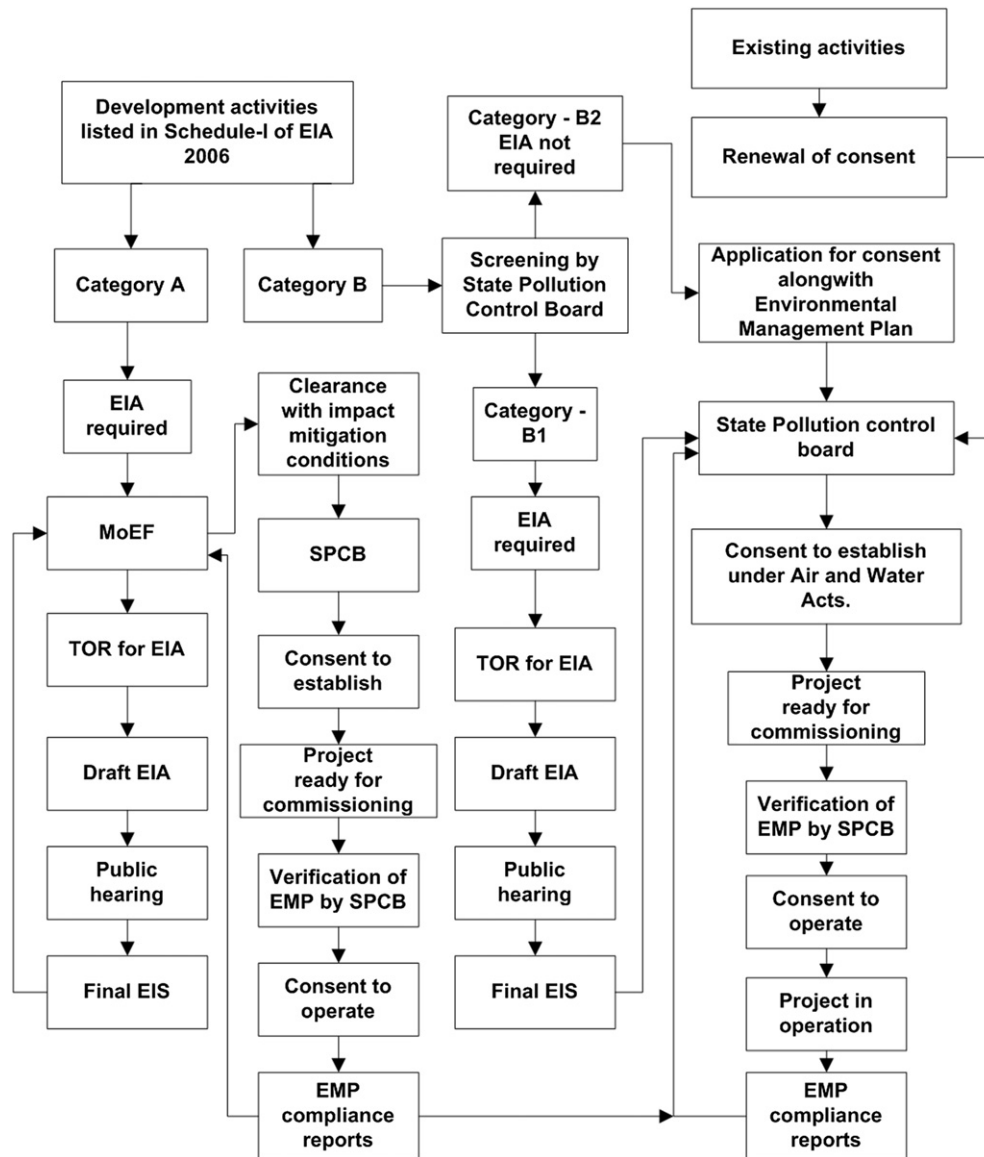 Development activities
listed in Schedule-I of EIA
2006
Category A
EIA
required
MoEF
TOR for EIA
Draft EIA
Public
hearing
Final EIS
Category B
Clearance
with impact
mitigation
conditions
SPCB
Consent to
establish
Project
ready for
commissioning
Verification of
EMP by SPCB
Consent to
operate
EMP
compliance
reports
Category - B2
EIA not
required
Screening by
State Pollution
Control Board
Category -
B1
EIA
required
TOR for EIA
Draft EIA
Public
hearing
Final EIS
Existing activities
Renewal of consent
Application for consent
alongwith
Environmental
Management Plan
State Pollution control
board
Consent to establish
under Air and Water
Acts.
Project
ready for
commissioning
Verification of
EMP by SPCB
Consent to
operate
Project in
operation
EMP
compliance
reports